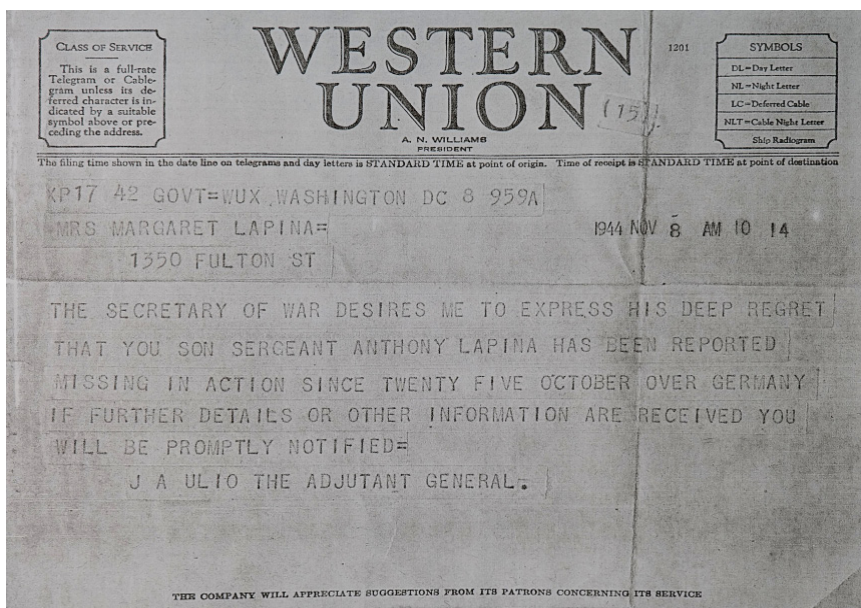 CLASS OF SERVICE
This is a full-rate
Telegram or Cable-
gram unless its de-
ferred character is in-
dicated by a suitable
symbol above or pre-
ceding the address.
WESTERN
UNION
A. N. WILLIAMS
PRESIDENT
1201
(15)
SYMBOLS
DL=Day Letter
NL=Night Letter
LC=Deferred Cable
NLT=Cable Night Letter
Ship Radiogram
The filing time shown in the date line on telegrams and day letters is STANDARD TIME at point of origin. Time of receipt is STANDARD TIME at point of destination
KP17 42 GOVT=WUX WASHINGTON DC 8 959A
MRS MARGARET LAPINA=
1944 NOV 8 AM 10 14
1350 FULTON ST
THE SECRETARY OF WAR DESIRES ME TO EXPRESS HIS DEEP REGRET
THAT YOU SON SERGEANT ANTHONY LAPINA HAS BEEN REPORTED
MISSING IN ACTION SINCE TWENTY FIVE OCTOBER OVER GERMANY
IF FURTHER DETAILS OR OTHER INFORMATION ARE RECEIVED YOU
WILL BE PROMPTLY NOTIFIED=
J A ULIO THE ADJUTANT GENERAL.
THE COMPANY WILL APPRECIATE SUGGESTIONS FROM ITS PATRONS CONCERNING ITS SERVICE